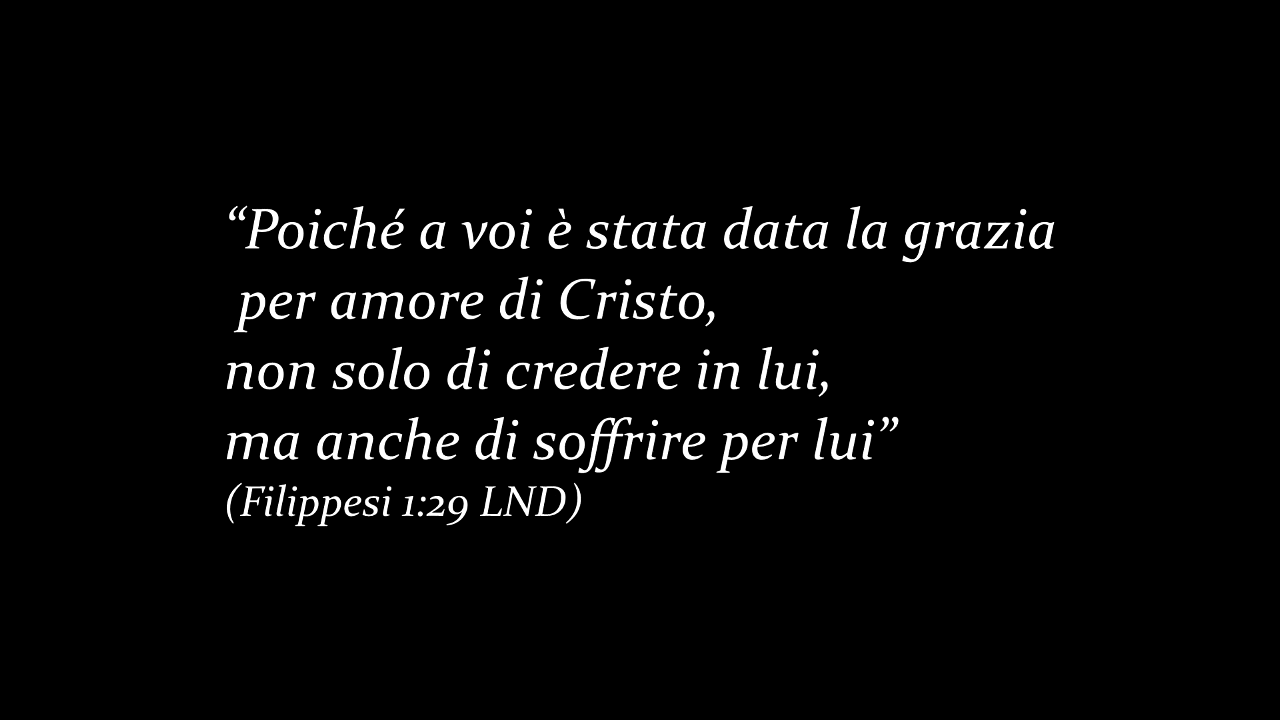 “Poiché a voi è stata data la grazia
per amore di Cristo,
non solo di credere in lui,
ma anche di soffrire per lui”
(Filippesi 1:29 LND)